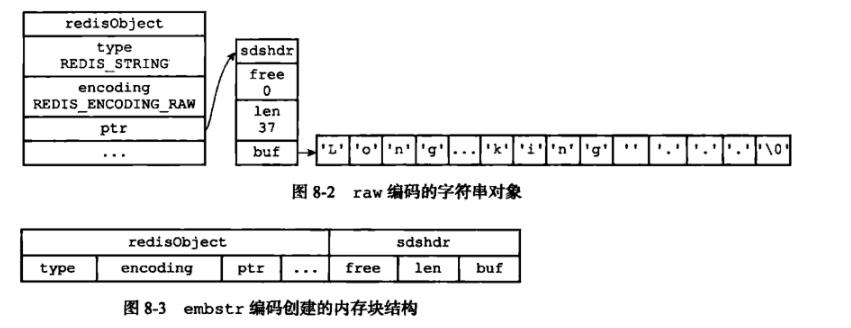 redisObject
type
REDIS_STRING
encoding
REDIS_ENCODING_RAW
ptr
...
sdshdr
free
0
len
37
buf
'L' 'o' 'n' 'g' ... 'k' 'i' 'n' 'g' '' '.' '.' '.' '\0'
图 8-2 raw 编码的字符串对象
redisObject sdshdr
type encoding ptr ... free len buf
图 8-3 embstr 编码创建的内存块结构